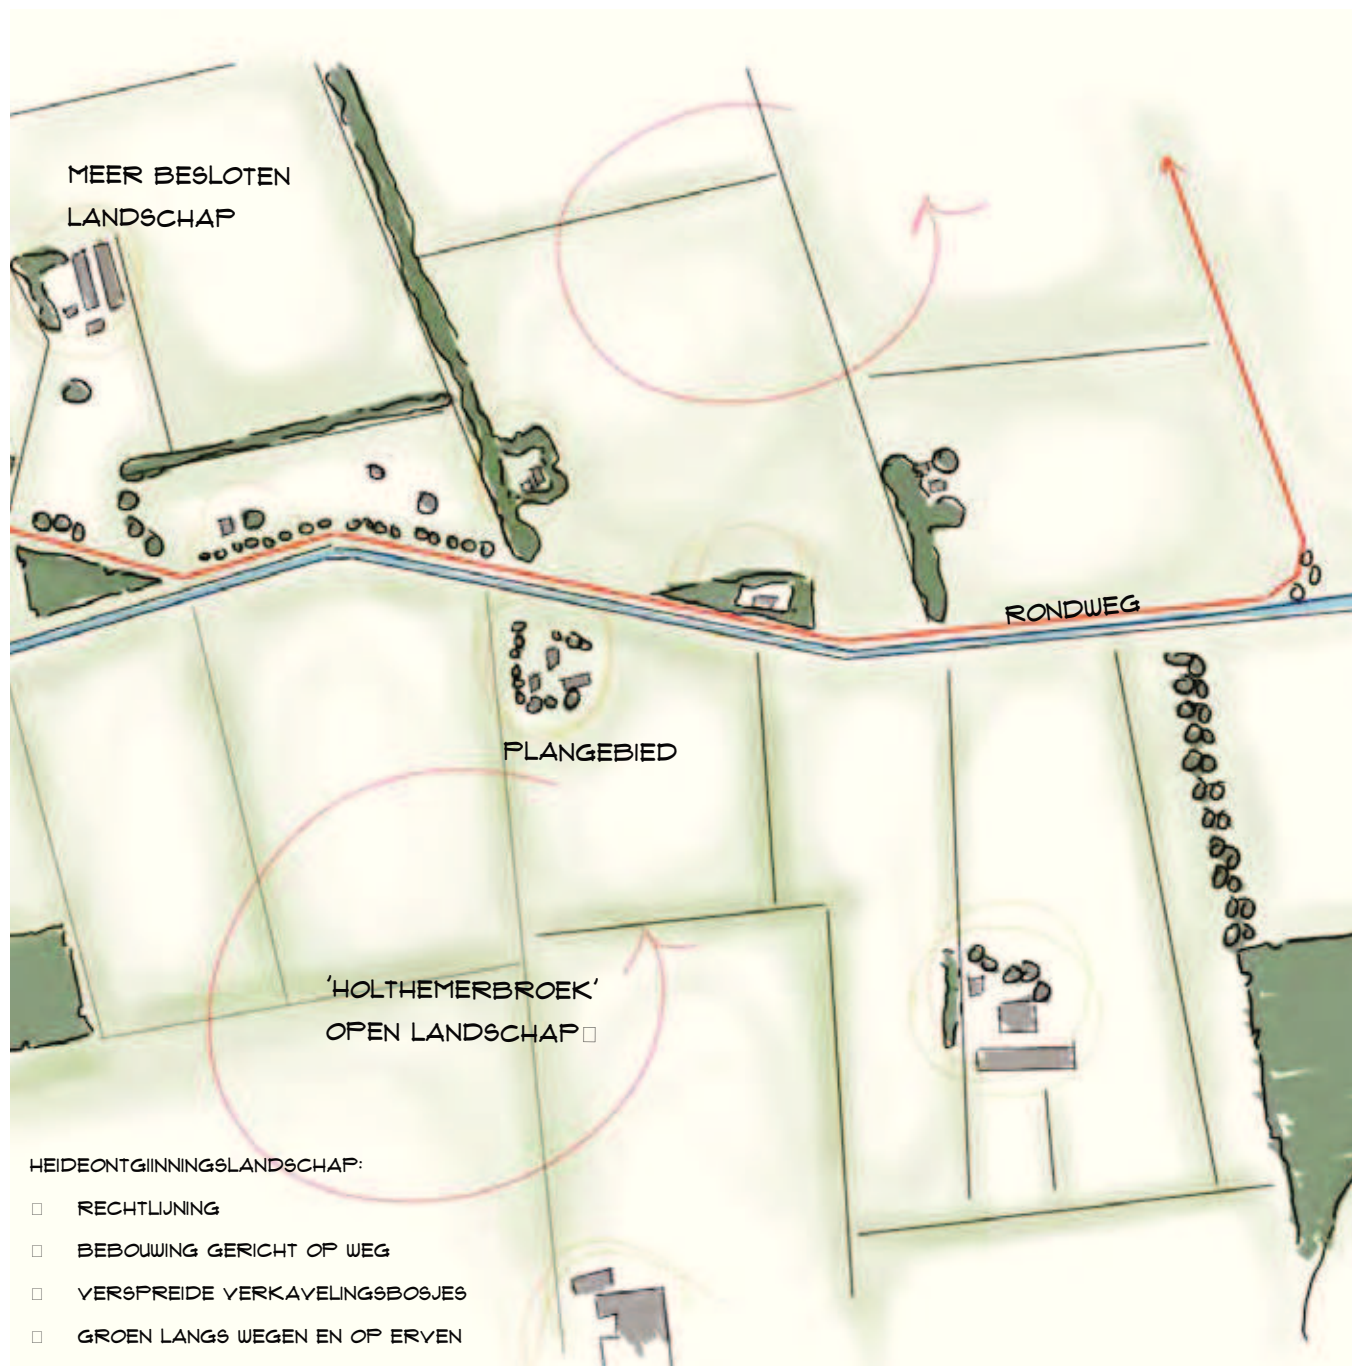 MEER BESLOTEN
LANDSCHAP
RONDWEG
PLANGEBIED
'HOLTHEMERBROEK'
OPEN LANDSCHAP□
HEIDEONTGIINNINGSLANDSCHAP:
□ RECHTLIJNING
□ BEBOUWING GERICHT OP WEG
□ VERSPREIDE VERKAVELINGSBOSJES
□ GROEN LANGS WEGEN EN OP ERVEN